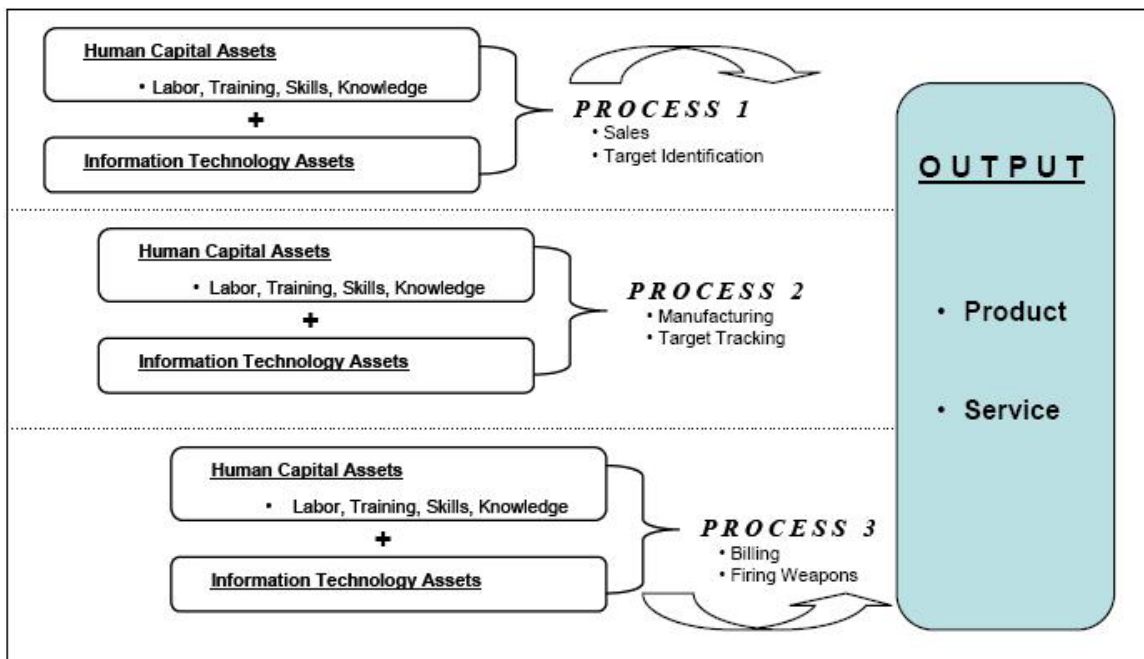 Human Capital Assets
• Labor, Training, Skills, Knowledge
+
Information Technology Assets
PROCESS 1
• Sales
• Target Identification
Human Capital Assets
• Labor, Training, Skills, Knowledge
+
Information Technology Assets
PROCESS 2
• Manufacturing
• Target Tracking
Human Capital Assets
• Labor, Training, Skills, Knowledge
+
Information Technology Assets
PROCESS 3
• Billing
• Firing Weapons
OUTPUT
• Product
• Service